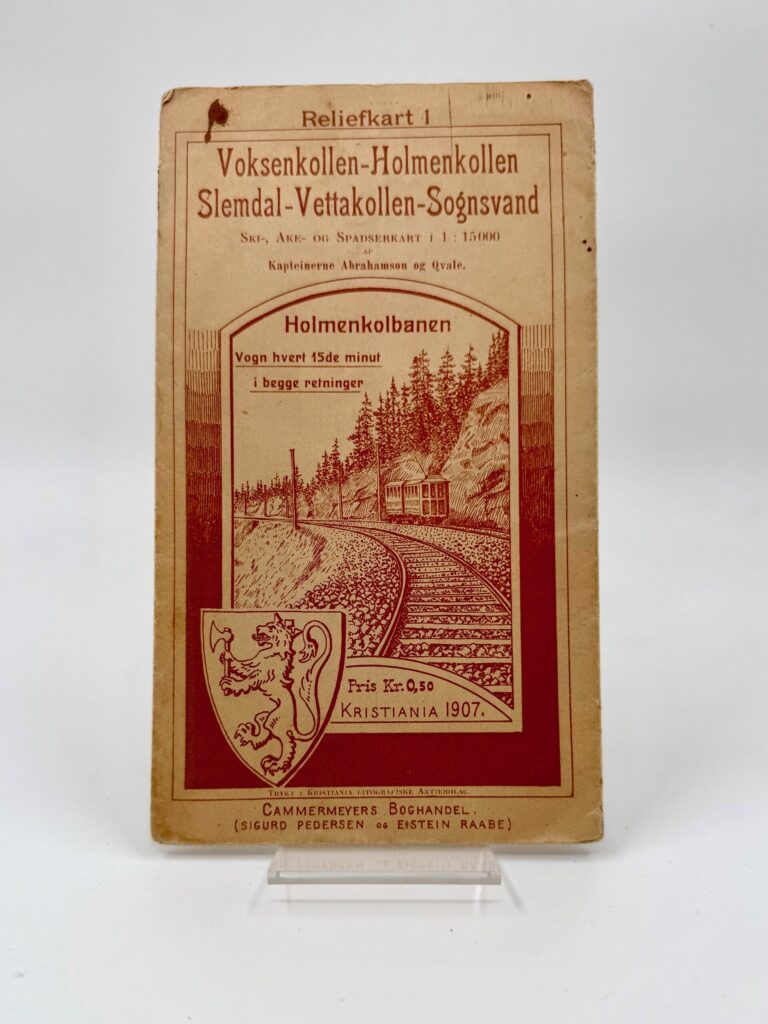 Reliefkart 1
Voksenkollen-Holmenkollen
Slemdal-Vettakollen-Sognsvand
Ski-, Ake- og Spadserkart i 1 : 15000
af
Kapteinerne Abrahamson og Qvale.
Holmenkolbanen
Vogn hvert 15de minut
i begge retninger
Pris Kr. 0,50
Kristiania 1907.
Trykt i Kristiania Litografiske Aktiebolag.
Cammermeyers Boghandel.
(Sigurd Pedersen og Eistein Raabe)